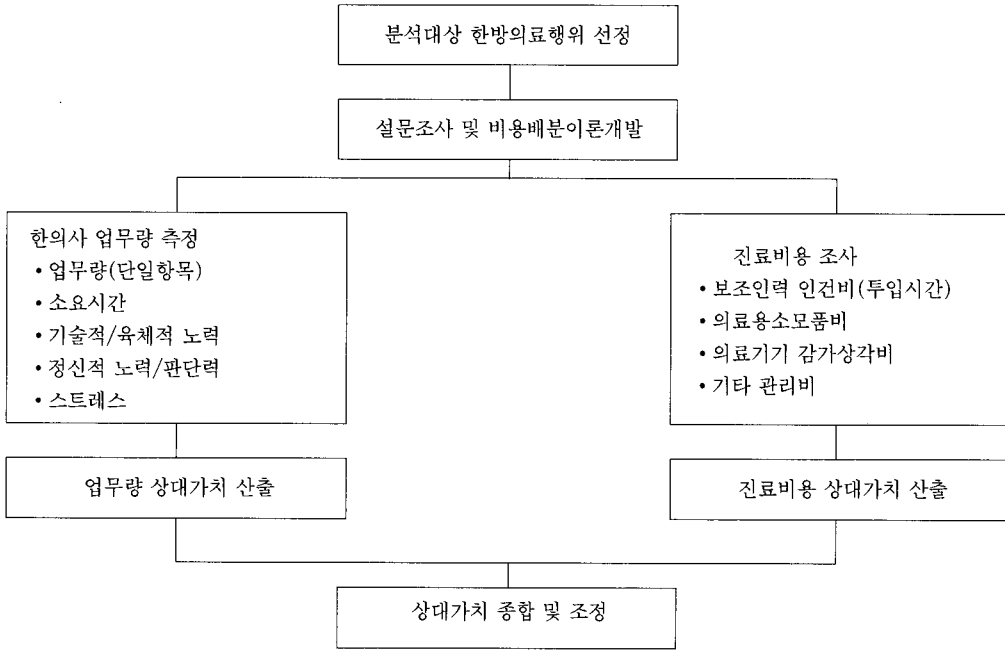 분석대상 한방의료행위 선정
설문조사 및 비용배분이론개발
한의사 업무량 측정
• 업무량(단일항목)
• 소요시간
• 기술적/육체적 노력
• 정신적 노력/판단력
• 스트레스
진료비용 조사
• 보조인력 인건비(투입시간)
• 의료용소모품비
• 의료기기 감가상각비
• 기타 관리비
업무량 상대가치 산출
진료비용 상대가치 산출
상대가치 종합 및 조정